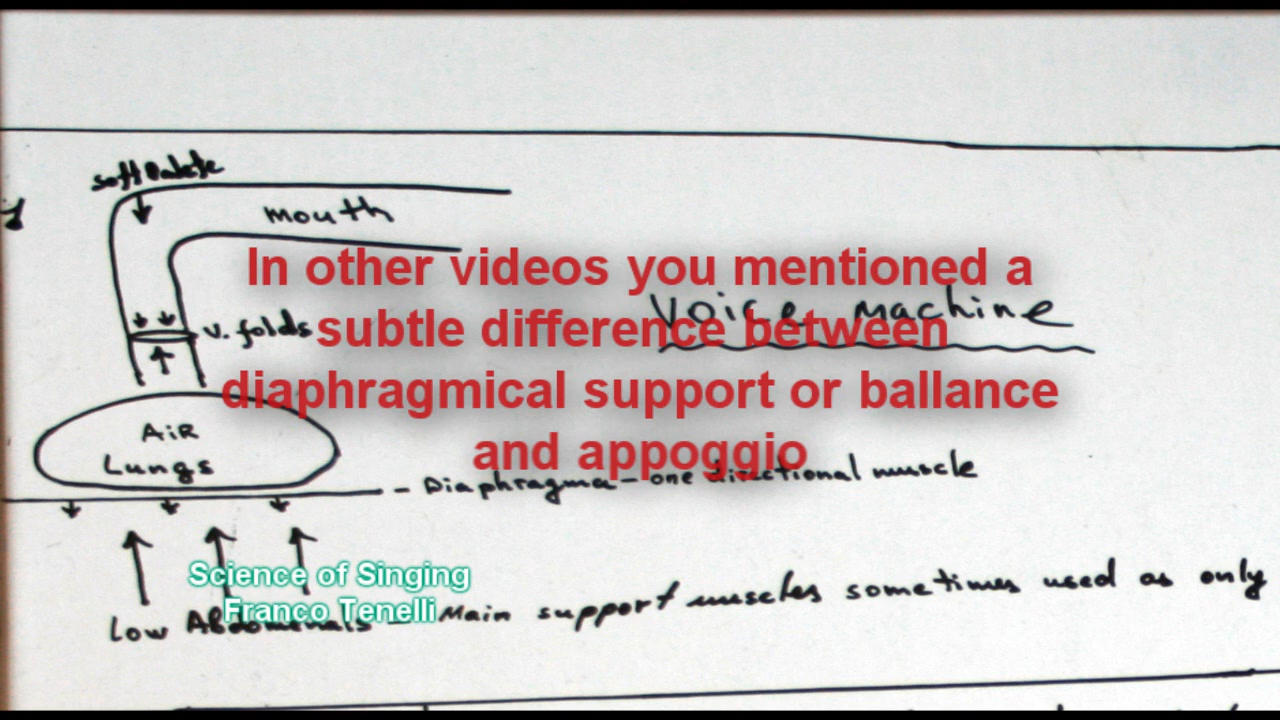 soft Palate
mouth
In other videos you mentioned a
Voice machine
subtle difference between
v. folds
diaphragmical support or ballance
AiR
Lungs
and appoggio
- Diaphragma - one directional muscle
Science of Singing
Franco Tenelli
Low Abdomenals - Main support muscles sometimes used as only